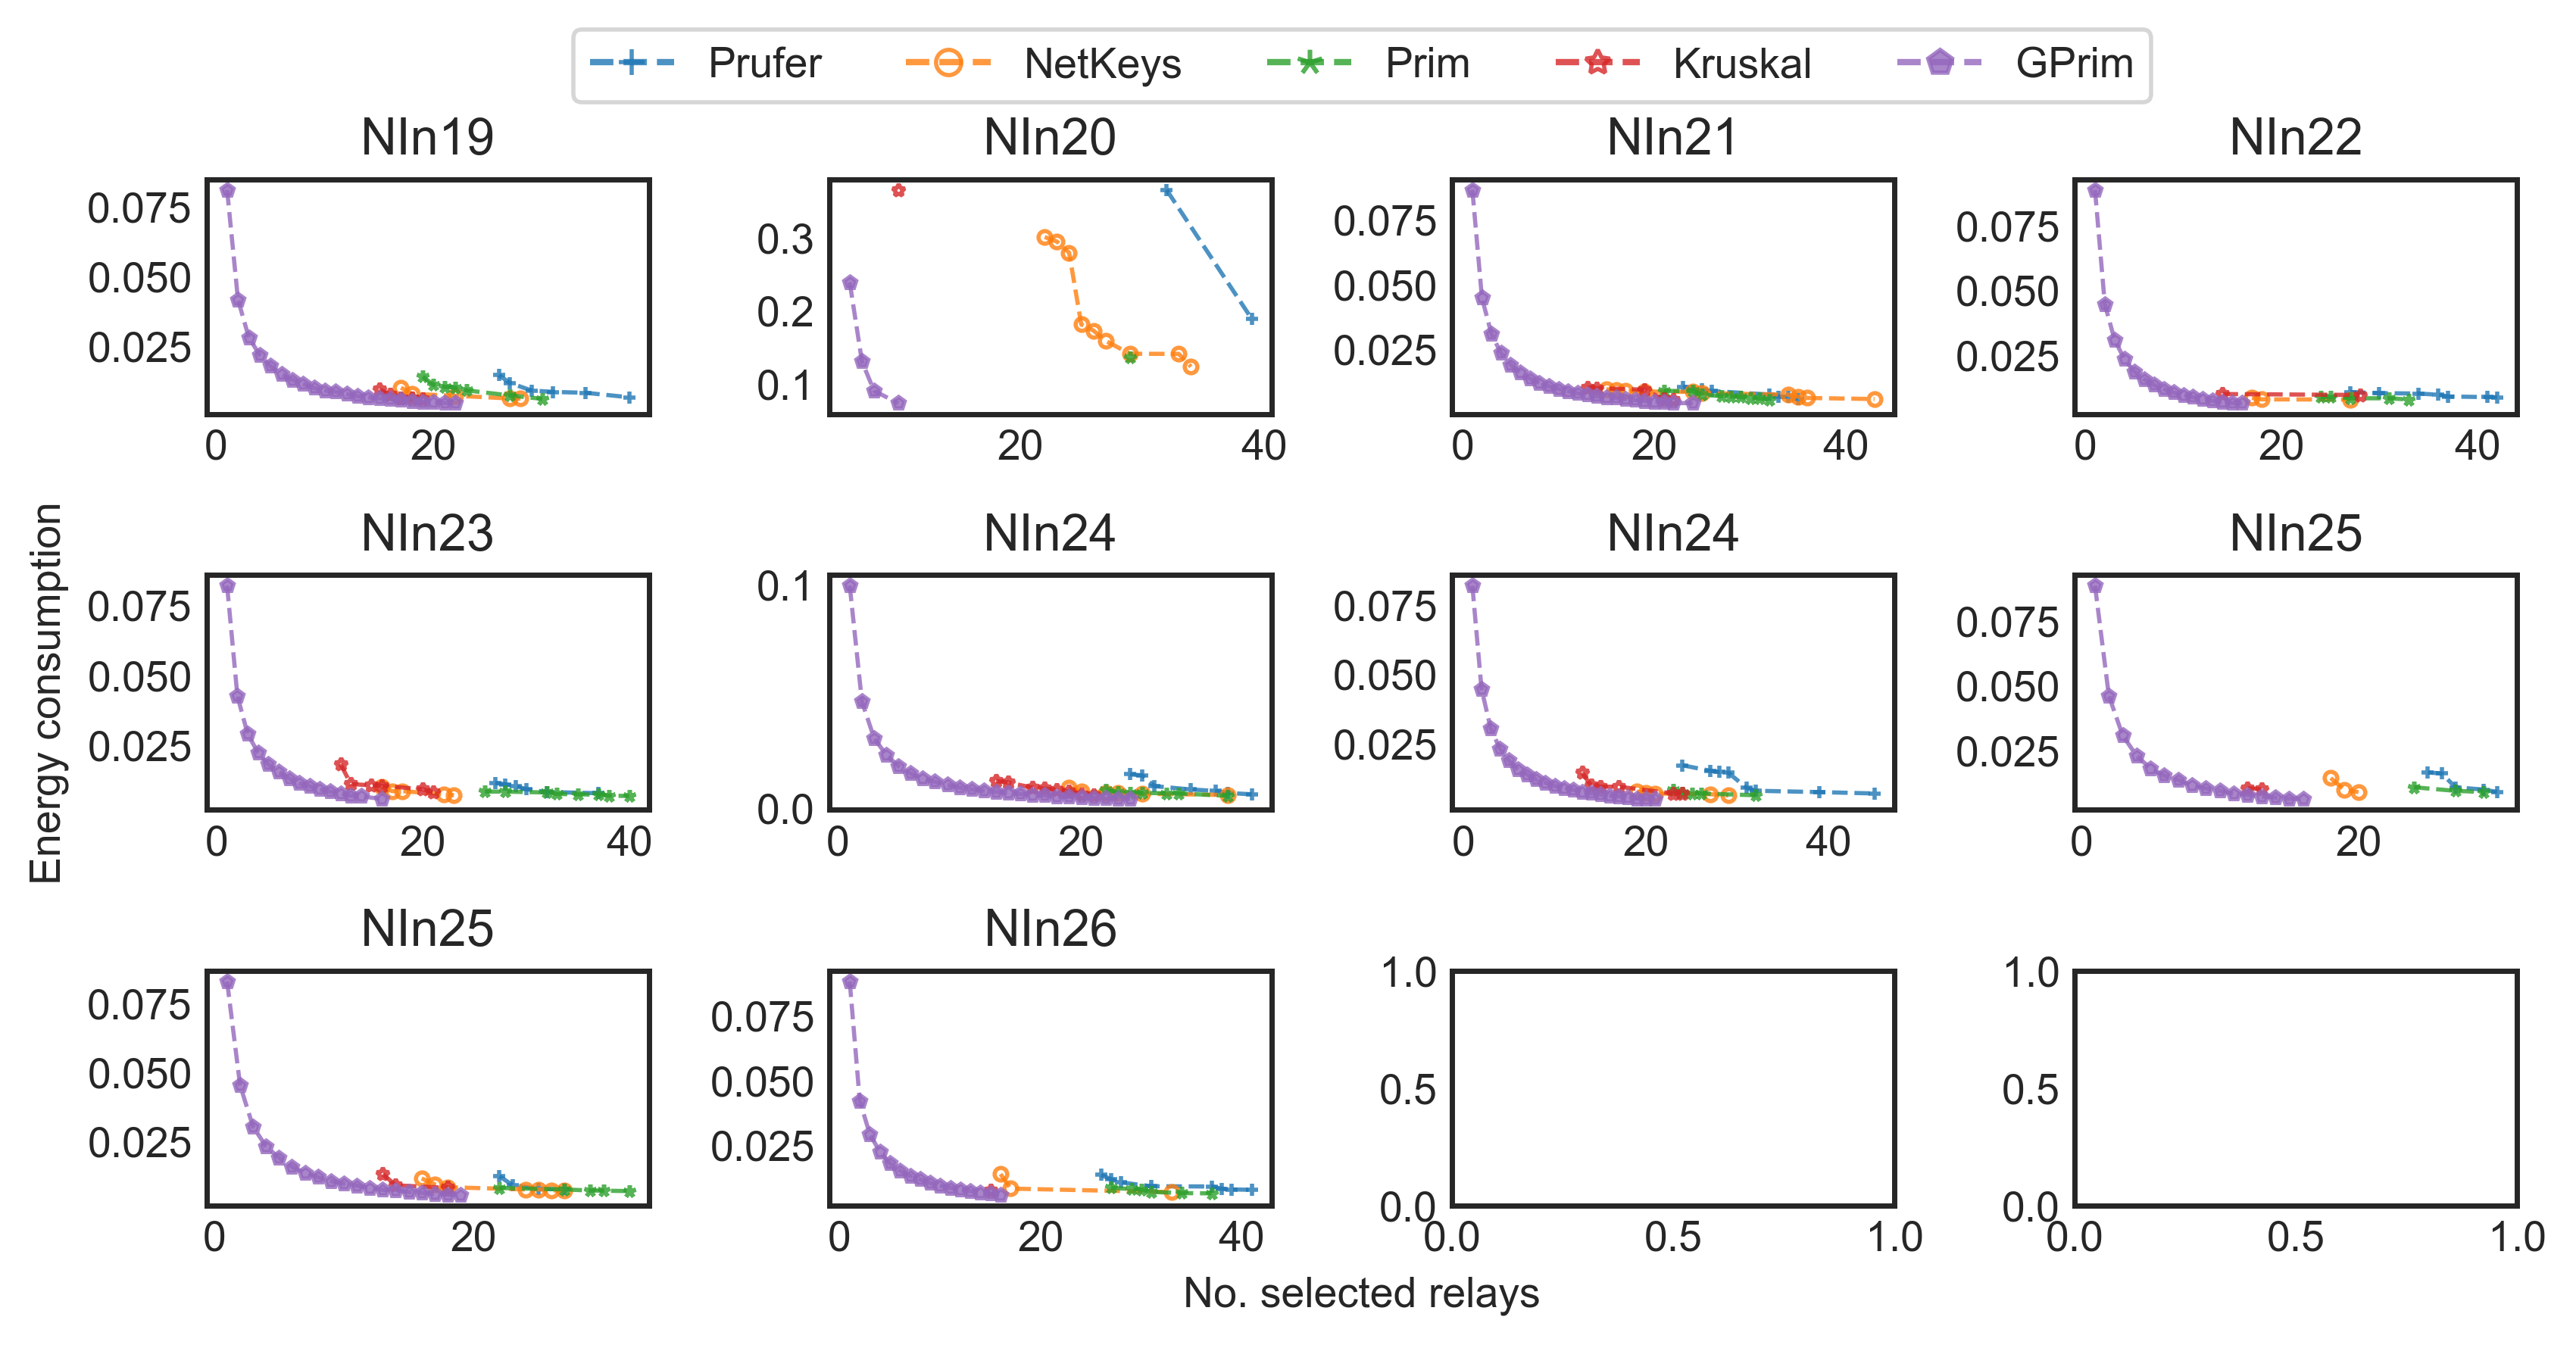 Prufer NetKeys Prim Kruskal GPrim
NIn19 NIn20 NIn21 NIn22
0.075 0.050 0.025
0 20
0.3 0.2 0.1
20 40
0.075 0.050 0.025
0 20 40
0.075 0.050 0.025
0 20 40
Energy consumption
NIn23 NIn24 NIn24 NIn25
0.075 0.050 0.025
0 20 40
0.1 0.0
0 20
0.075 0.050 0.025
0 20 40
0.075 0.050 0.025
0 20
NIn25 NIn26
0.075 0.050 0.025
0 20
0.075 0.050 0.025
0 20 40
1.0 0.5 0.0
0.0 0.5 1.0
1.0 0.5 0.0
0.0 0.5 1.0
No. selected relays